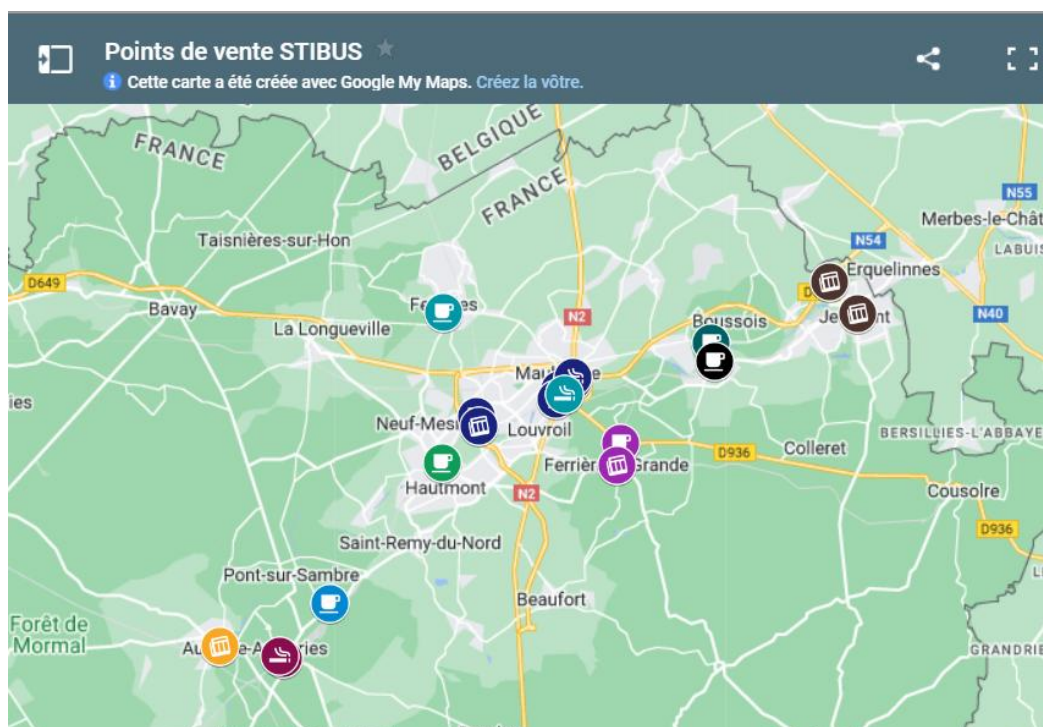 Points de vente STIBUS
Cette carte a été créée avec Google My Maps. Créez la vôtre.
BELGIQUE
FRANCE
FRANCE
N55
Merbes-le-Chât
Taisnières-sur-Hon
N54
LABUIS
Erquelinnes
D649
Bavay
La Longueville
N2
Boussois
N40
ies
Neuf-Mes
Louvroil
BERSILLIES-L'ABBAYE
Ferrière
Grande
D936
Colleret
Hautmont
N2
Cousolre
D936
Saint-Remy-du-Nord
Pont-sur-Sambre
Beaufort
Forêt de
Mormal
GRANDRIE